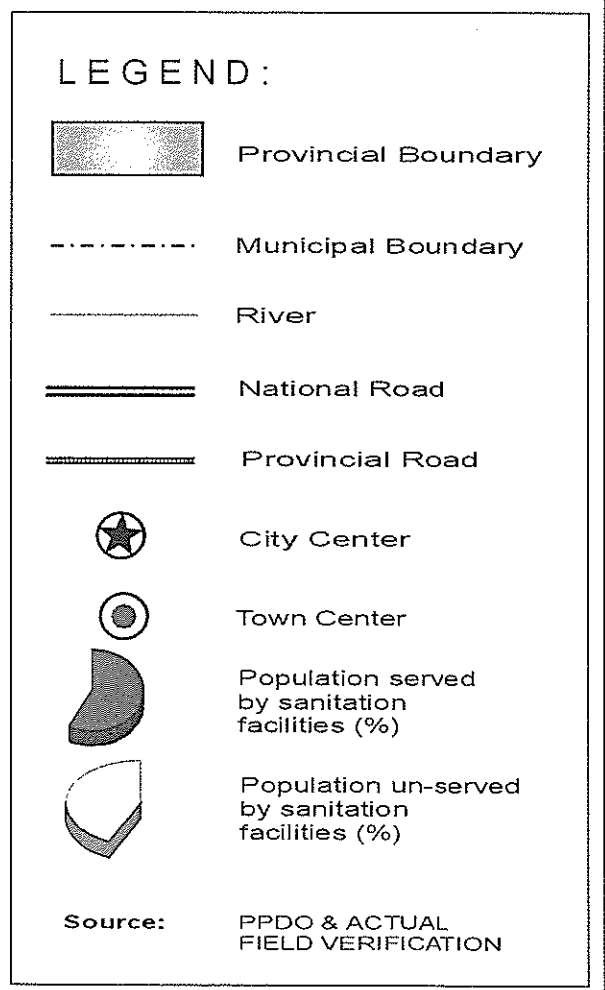 LEGEND:
Provincial Boundary
Municipal Boundary
River
National Road
Provincial Road
City Center
Town Center
Population served
by sanitation
facilities (%)
Population un-served
by sanitation
facilities (%)
Source: PPDO & ACTUAL
FIELD VERIFICATION